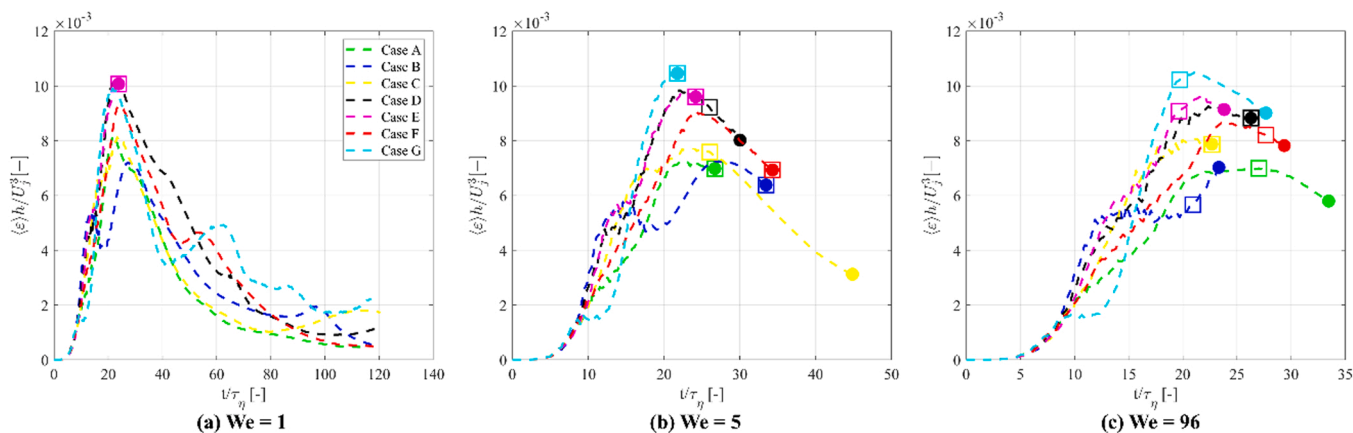 ×10⁻³
12
10
8
6
4
2
0
⟨ε⟩h/U_j³ [−]
0 20 40 60 80 100 120 140
t/τ_η [-]
Case A
Case B
Case C
Case D
Case E
Case F
Case G
(a) We = 1
×10⁻³
12
10
8
6
4
2
0
⟨ε⟩h/U_j³ [−]
0 10 20 30 40 50
t/τ_η [-]
(b) We = 5
×10⁻³
12
10
8
6
4
2
0
⟨ε⟩h/U_j³ [−]
0 5 10 15 20 25 30 35
t/τ_η [-]
(c) We = 96